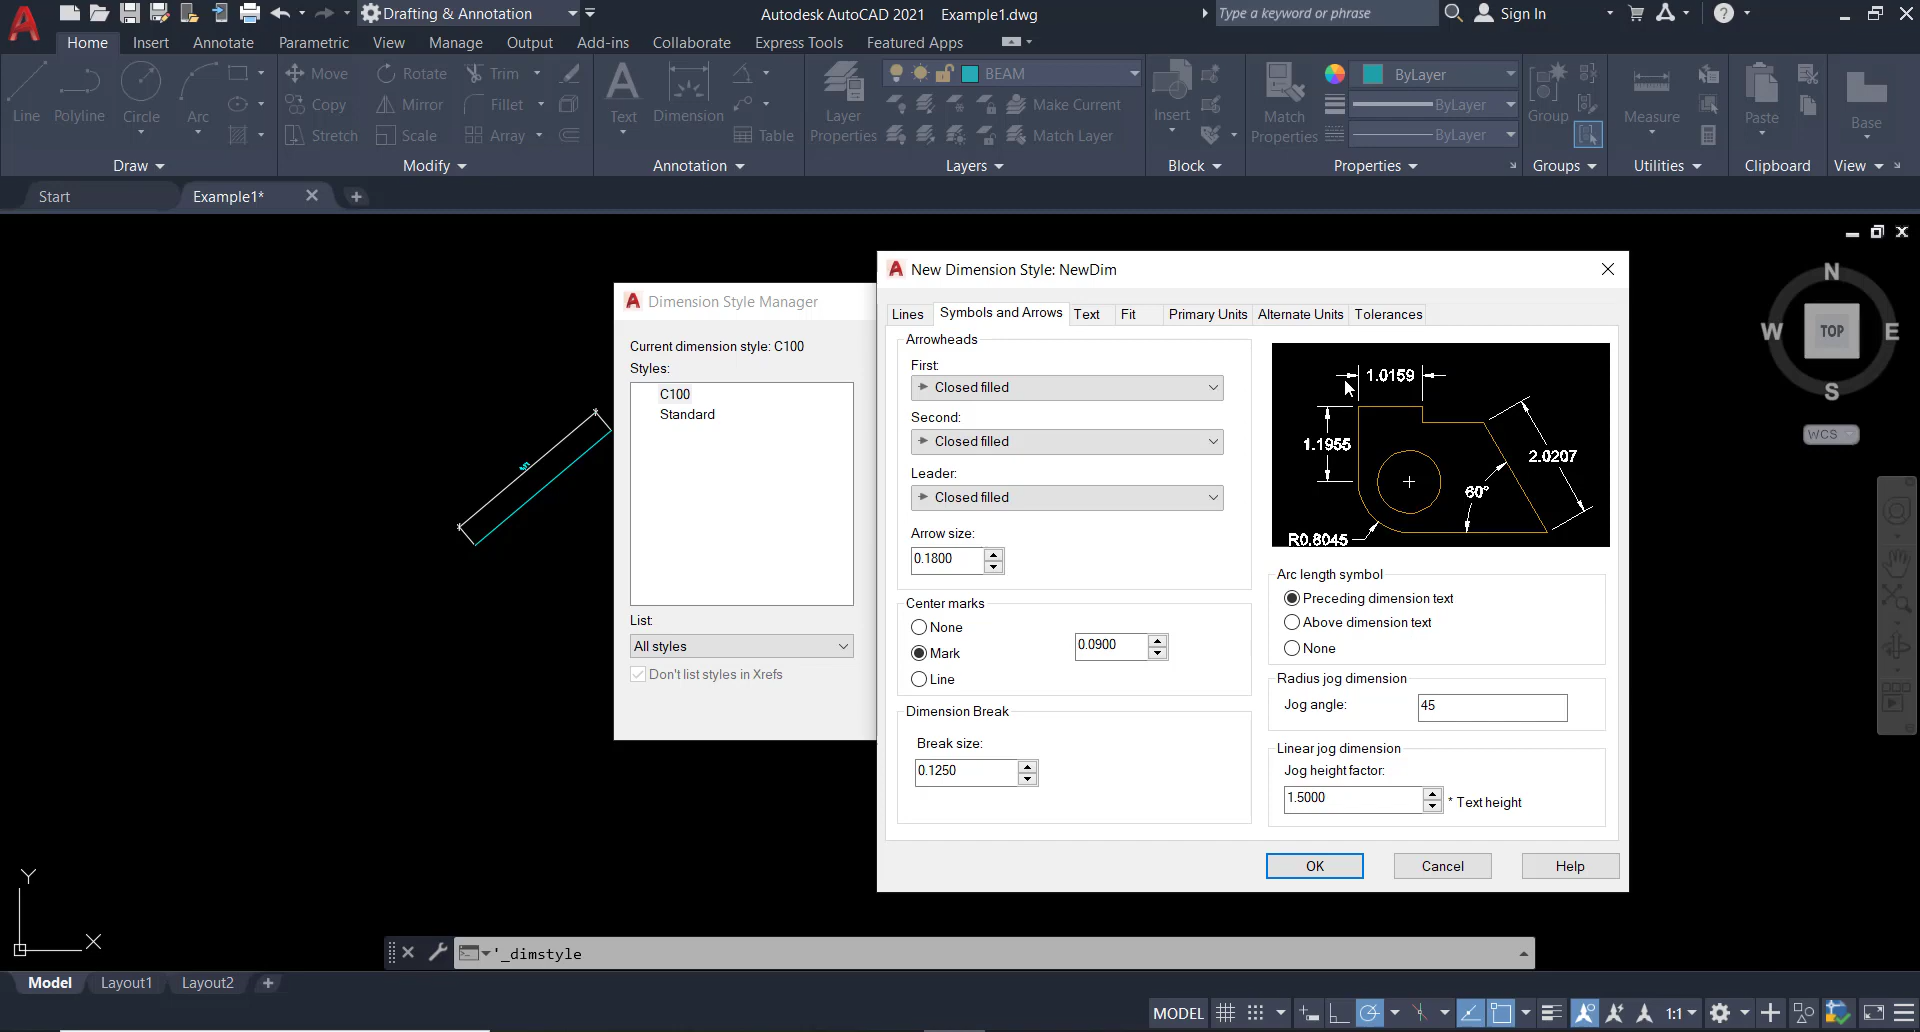 Drafting & Annotation
Autodesk AutoCAD 2021 Example1.dwg
Type a keyword or phrase
Sign In
Home Insert Annotate Parametric View Manage Output Add-ins Collaborate Express Tools Featured Apps
Line Polyline Circle Arc
Move Rotate Trim
Copy Mirror Fillet
Stretch Scale Array
Text Dimension Table
Layer Properties
BEAM
Make Current
Match Layer
Insert
Match Properties
ByLayer
ByLayer
ByLayer
Group
Measure
Paste
Base
Draw Modify Annotation Layers Block Properties Groups Utilities Clipboard View
Start Example1*
N
W TOP E
S
WCS
Dimension Style Manager
Current dimension style: C100
Styles:
C100
Standard
List:
All styles
Don't list styles in Xrefs
New Dimension Style: NewDim
Lines Symbols and Arrows Text Fit Primary Units Alternate Units Tolerances
Arrowheads
First:
Closed filled
Second:
Closed filled
Leader:
Closed filled
Arrow size:
0.1800
Center marks
None
Mark
0.0900
Line
Dimension Break
Break size:
0.1250
1.0159
1.1955
2.0207
60°
R0.8045
Arc length symbol
Preceding dimension text
Above dimension text
None
Radius jog dimension
Jog angle:
45
Linear jog dimension
Jog height factor:
1.5000
* Text height
OK Cancel Help
Y
X
'_dimstyle
Model Layout1 Layout2
MODEL
1:1